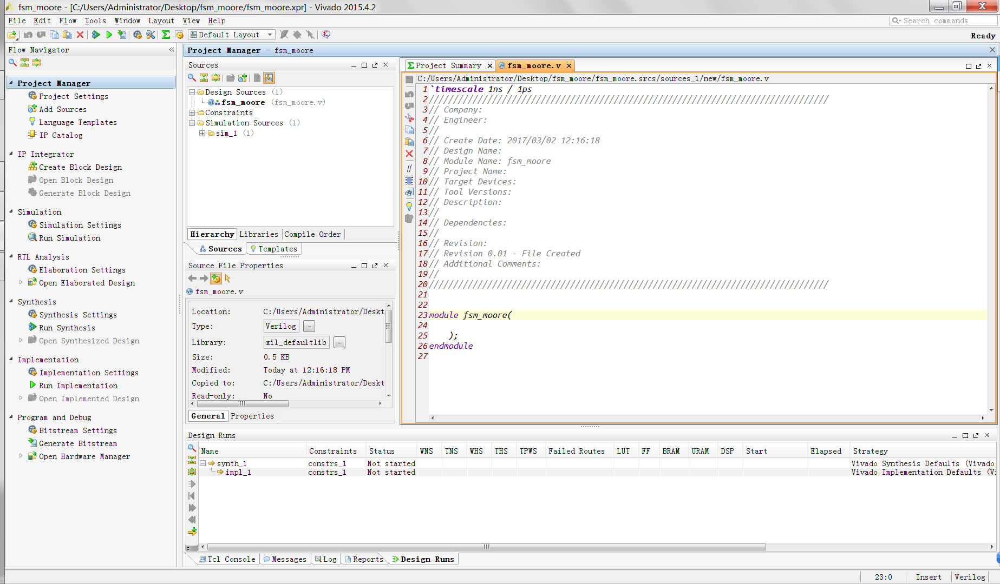 fsm_moore - [C:/Users/Administrator/Desktop/fsm_moore/fsm_moore.xpr] - Vivado 2015.4.2
File Edit Flow Tools Window Layout View Help
Search commands
Default Layout
Ready
Flow Navigator
Project Manager
Project Settings
Add Sources
Language Templates
IP Catalog
IP Integrator
Create Block Design
Open Block Design
Generate Block Design
Simulation
Simulation Settings
Run Simulation
RTL Analysis
Elaboration Settings
Open Elaborated Design
Synthesis
Synthesis Settings
Run Synthesis
Open Synthesized Design
Implementation
Implementation Settings
Run Implementation
Open Implemented Design
Program and Debug
Bitstream Settings
Generate Bitstream
Open Hardware Manager
Project Manager - fsm_moore
Sources
Design Sources (1)
fsm_moore (fsm_moore.v)
Constraints
Simulation Sources (1)
sim_1 (1)
Hierarchy Libraries Compile Order
Sources Templates
Source File Properties
fsm_moore.v
Location: C:/Users/Administrator/Deskt
Type: Verilog ...
Library: xil_defaultlib ...
Size: 0.5 KB
Modified: Today at 12:16:18 PM
Copied to: C:/Users/Administrator/Deskt
Read-only: No
General Properties
Project Summary fsm_moore.v
C:/Users/Administrator/Desktop/fsm_moore/fsm_moore.srcs/sources_1/new/fsm_moore.v
1 `timescale 1ns / 1ps
2 //////////////////////////////////////////////////////////////////////////////////
3 // Company:
4 // Engineer:
5 //
6 // Create Date: 2017/03/02 12:16:18
7 // Design Name:
8 // Module Name: fsm_moore
9 // Project Name:
10 // Target Devices:
11 // Tool Versions:
12 // Description:
13 //
14 // Dependencies:
15 //
16 // Revision:
17 // Revision 0.01 - File Created
18 // Additional Comments:
19 //
20 //////////////////////////////////////////////////////////////////////////////////
21
22
23 module fsm_moore(
24
25 );
26 endmodule
27
Design Runs
Name Constraints Status WNS TNS WHS THS TPWS Failed Routes LUT FF BRAM URAM DSP Start Elapsed Strategy
synth_1 constrs_1 Not started Vivado Synthesis Defaults (Vivado
impl_1 constrs_1 Not started Vivado Implementation Defaults (Vi
Tcl Console Messages Log Reports Design Runs
23:0 Insert Verilog